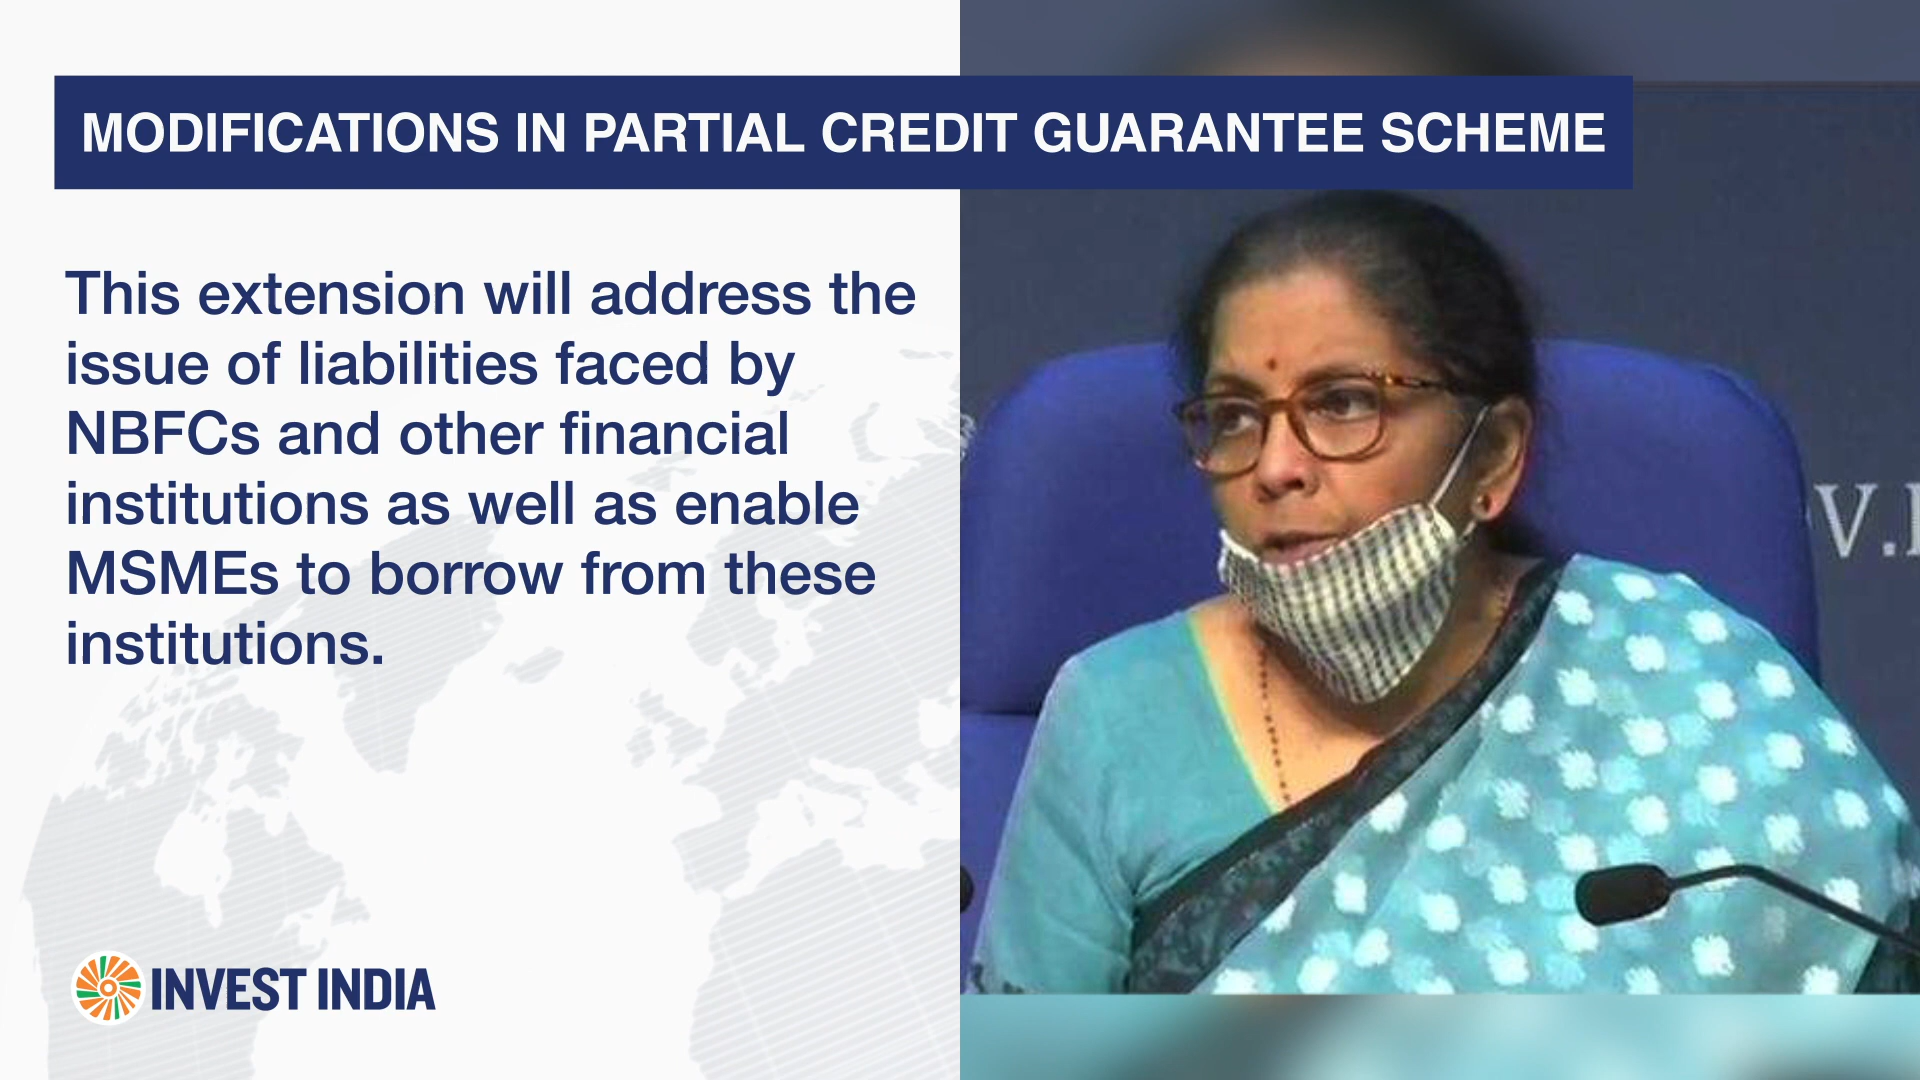 MODIFICATIONS IN PARTIAL CREDIT GUARANTEE SCHEME
This extension will address the
issue of liabilities faced by
NBFCs and other financial
institutions as well as enable
MSMEs to borrow from these
institutions.
INVEST INDIA